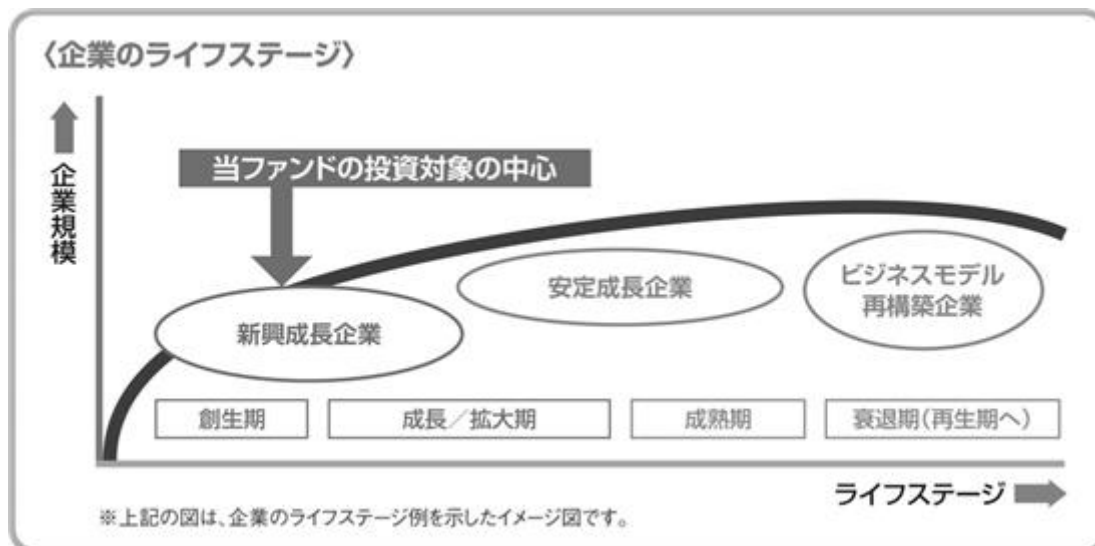 〈企業のライフステージ〉
企業規模
当ファンドの投資対象の中心
新興成長企業
安定成長企業
ビジネスモデル
再構築企業
創生期
成長／拡大期
成熟期
衰退期(再生期へ)
ライフステージ
※上記の図は、企業のライフステージ例を示したイメージ図です。